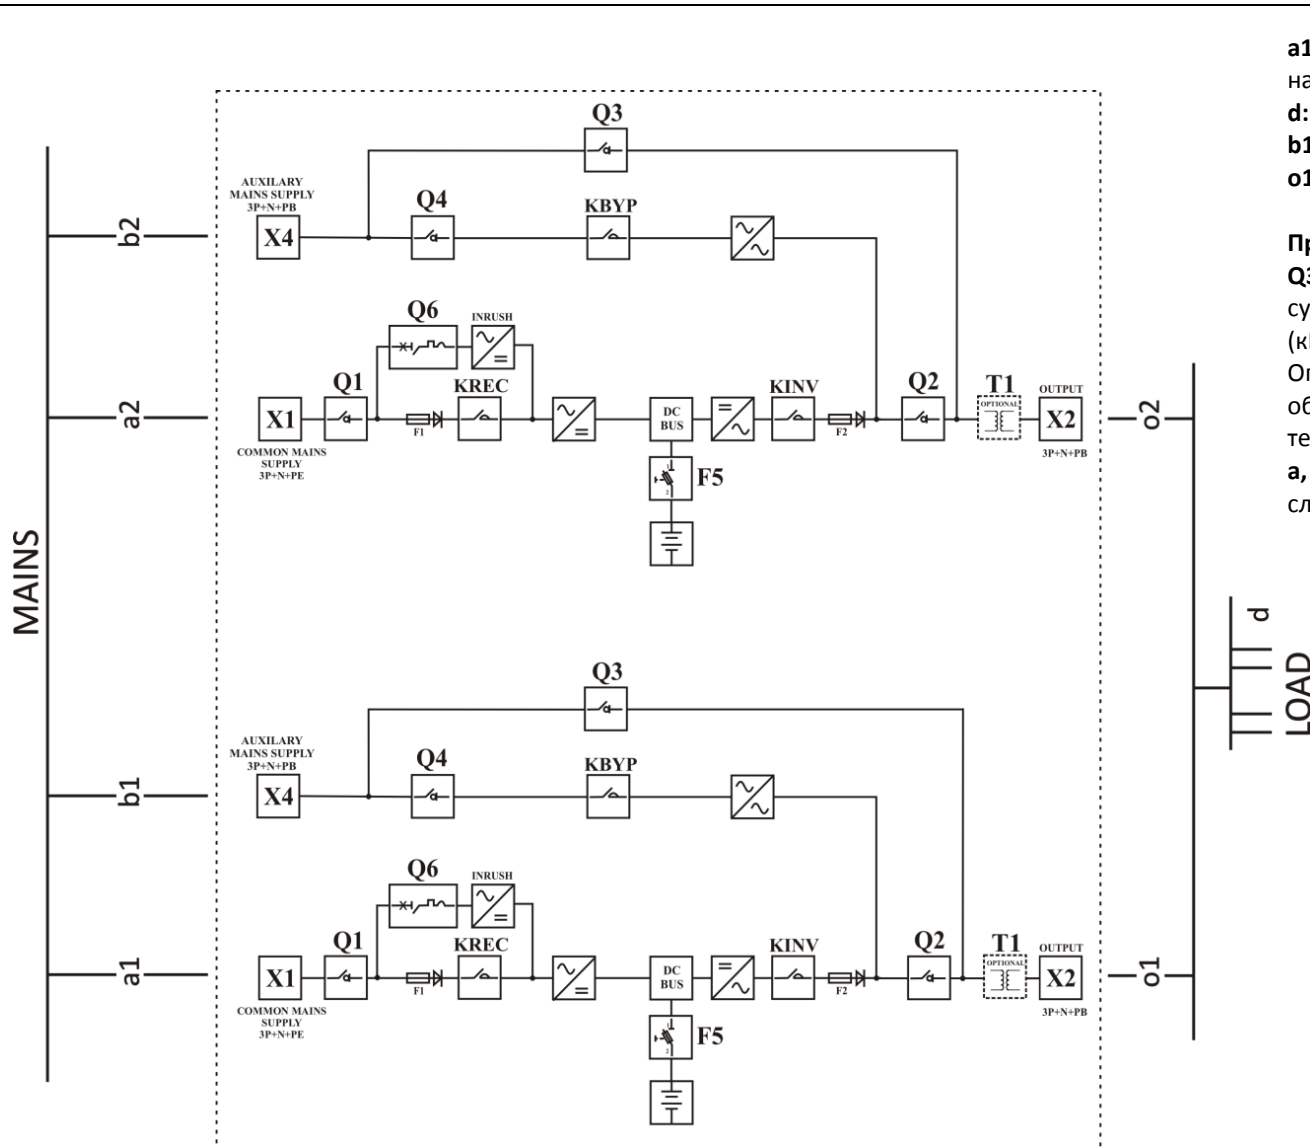 MAINS
b2
AUXILARY
MAINS SUPPLY
3P+N+PB
X4
Q3
Q4
KBYP
a2
X1
COMMON MAINS
SUPPLY
3P+N+PE
Q1
Q6
INRUSH
F1
KREC
DC
BUS
F5
1
2
KINV
F2
Q2
T1
OPTIONAL
OUTPUT
X2
3P+N+PB
o2
b1
AUXILARY
MAINS SUPPLY
3P+N+PB
X4
Q3
Q4
KBYP
a1
X1
COMMON MAINS
SUPPLY
3P+N+PE
Q1
Q6
INRUSH
F1
KREC
DC
BUS
F5
1
2
KINV
F2
Q2
T1
OPTIONAL
OUTPUT
X2
3P+N+PB
o1
d
LOAD
a1
на
d:
b1
o1
Пр
Q3
су
об
те
a,
сл